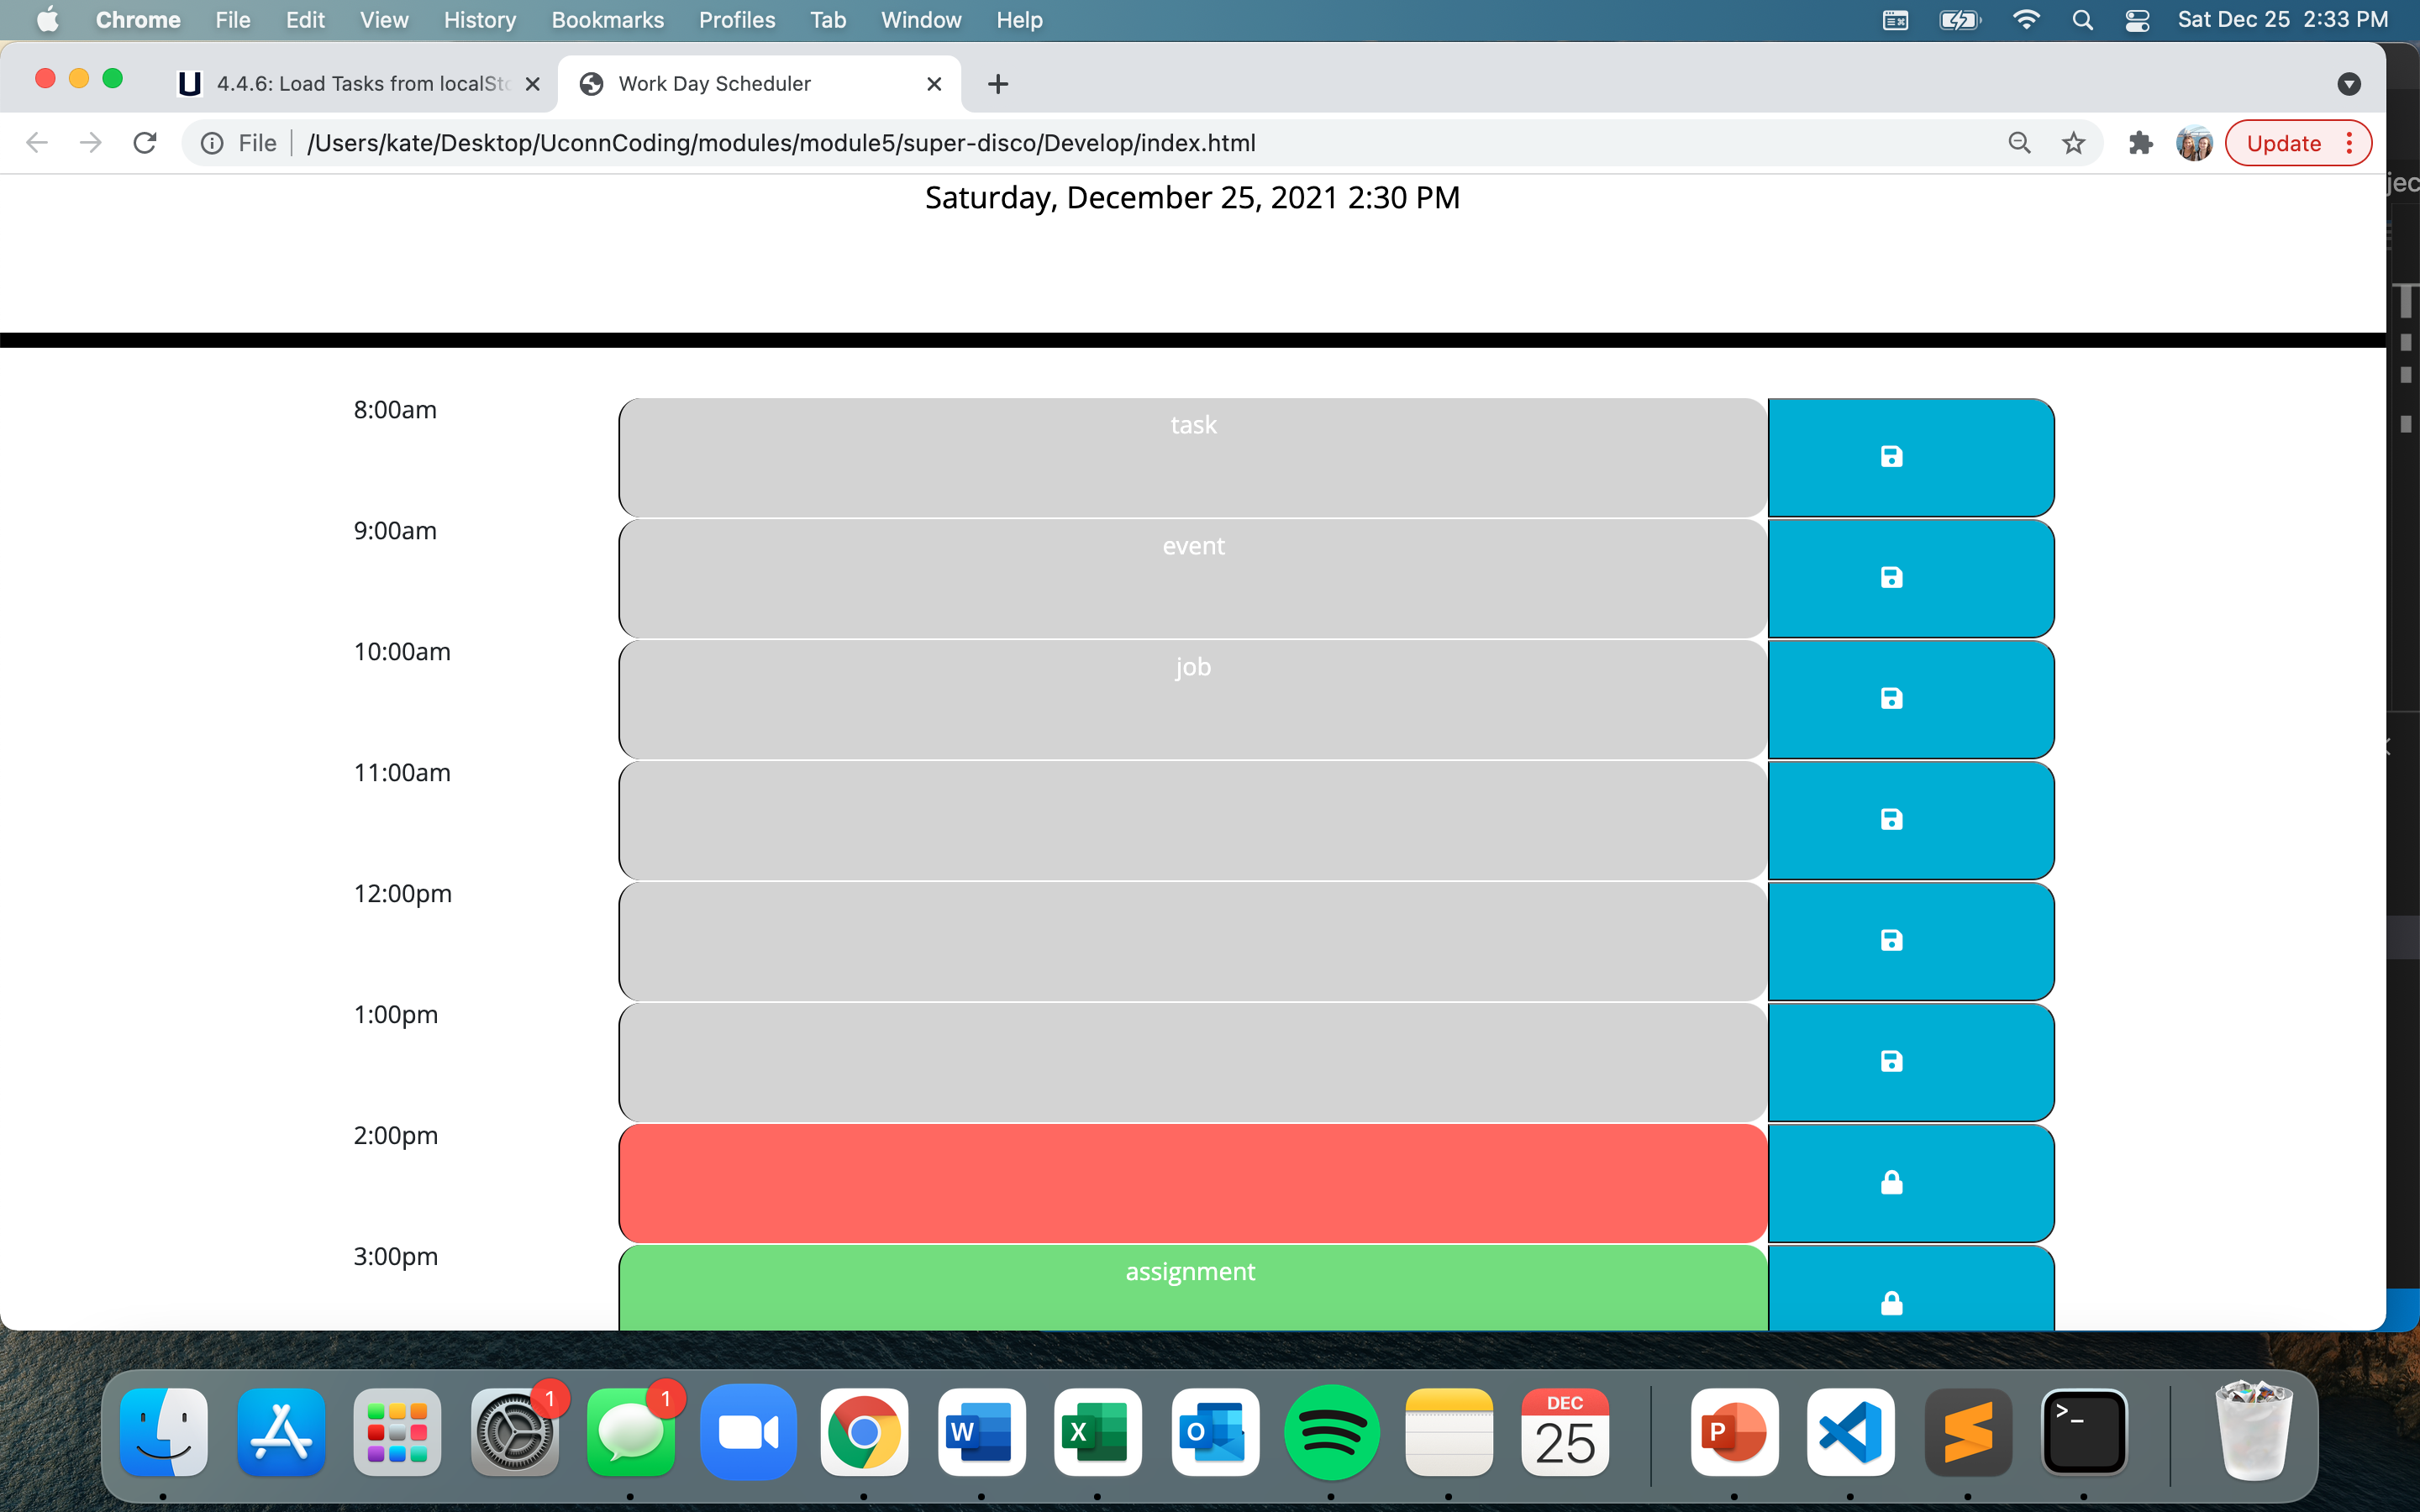 Chrome File Edit View History Bookmarks Profiles Tab Window Help Sat Dec 25 2:33 PM
4.4.6: Load Tasks from localSto Work Day Scheduler
File /Users/kate/Desktop/UconnCoding/modules/module5/super-disco/Develop/index.html Update
jec
Saturday, December 25, 2021 2:30 PM
T
8:00am task
9:00am event
10:00am job
11:00am
12:00pm
1:00pm
2:00pm
3:00pm assignment
1 1
W X O DEC P >_
25